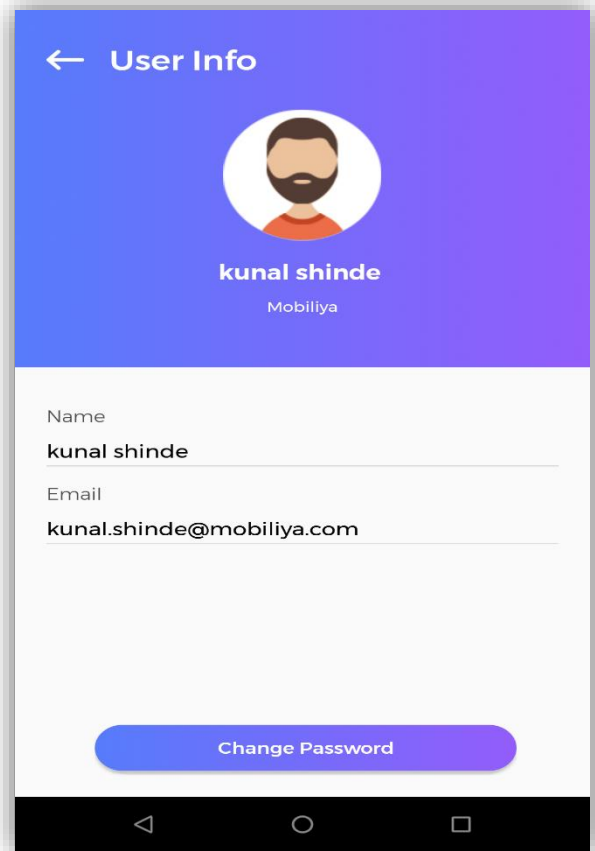 User Info
kunal shinde
Mobiliya
Name
kunal shinde
Email
kunal.shinde@mobiliya.com
Change Password